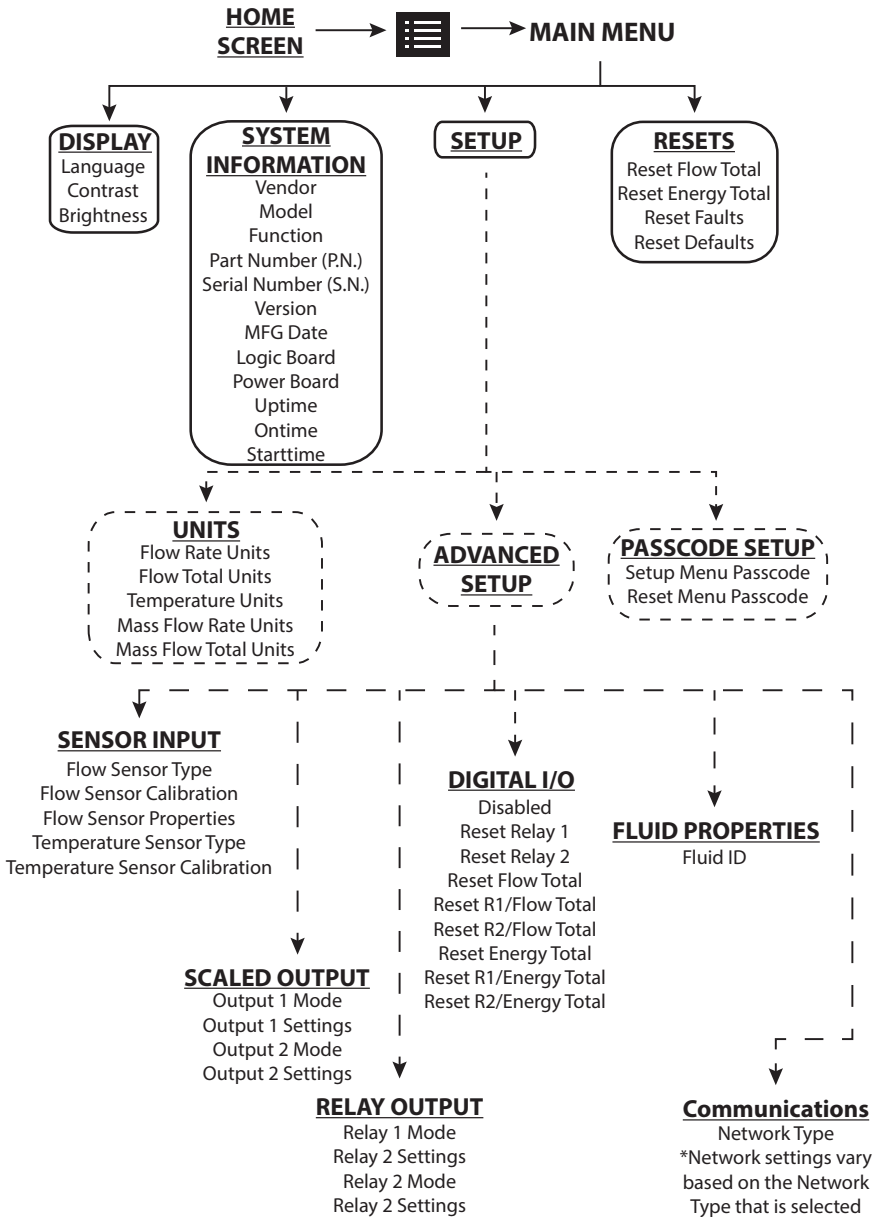 HOME
SCREEN
MAIN MENU
DISPLAY
Language
Contrast
Brightness
SYSTEM
INFORMATION
Vendor
Model
Function
Part Number (P.N.)
Serial Number (S.N.)
Version
MFG Date
Logic Board
Power Board
Uptime
Ontime
Starttime
SETUP
RESETS
Reset Flow Total
Reset Energy Total
Reset Faults
Reset Defaults
UNITS
Flow Rate Units
Flow Total Units
Temperature Units
Mass Flow Rate Units
Mass Flow Total Units
ADVANCED
SETUP
PASSCODE SETUP
Setup Menu Passcode
Reset Menu Passcode
SENSOR INPUT
Flow Sensor Type
Flow Sensor Calibration
Flow Sensor Properties
Temperature Sensor Type
Temperature Sensor Calibration
SCALED OUTPUT
Output 1 Mode
Output 1 Settings
Output 2 Mode
Output 2 Settings
RELAY OUTPUT
Relay 1 Mode
Relay 2 Settings
Relay 2 Mode
Relay 2 Settings
DIGITAL I/O
Disabled
Reset Relay 1
Reset Relay 2
Reset Flow Total
Reset R1/Flow Total
Reset R2/Flow Total
Reset Energy Total
Reset R1/Energy Total
Reset R2/Energy Total
FLUID PROPERTIES
Fluid ID
Communications
Network Type
*Network settings vary
based on the Network
Type that is selected